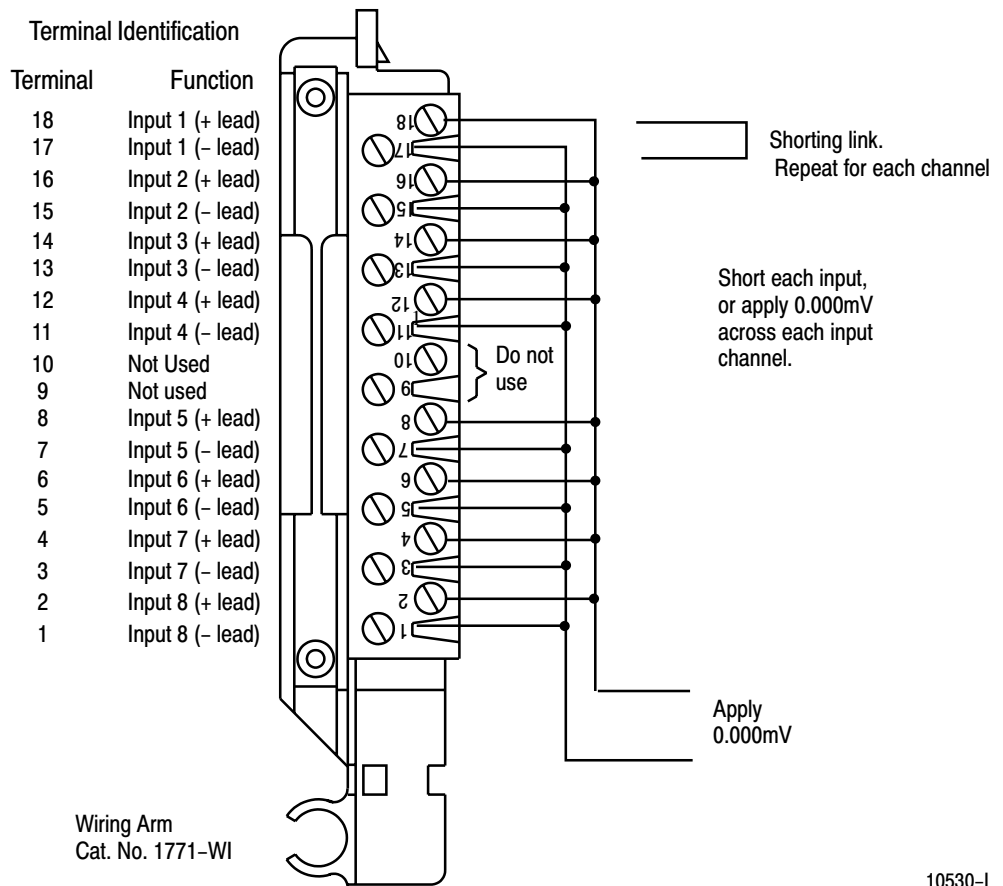 Terminal Identification
Terminal Function
18 Input 1 (+ lead)
17 Input 1 (– lead)
16 Input 2 (+ lead)
15 Input 2 (– lead)
14 Input 3 (+ lead)
13 Input 3 (– lead)
12 Input 4 (+ lead)
11 Input 4 (– lead)
10 Not Used
9 Not used
8 Input 5 (+ lead)
7 Input 5 (– lead)
6 Input 6 (+ lead)
5 Input 6 (– lead)
4 Input 7 (+ lead)
3 Input 7 (– lead)
2 Input 8 (+ lead)
1 Input 8 (– lead)
18
17
16
15
14
13
12
11
10
9
8
7
6
5
4
3
2
1
Do not
use
Shorting link.
Repeat for each channel
Short each input,
or apply 0.000mV
across each input
channel.
Apply
0.000mV
Wiring Arm
Cat. No. 1771–WI
10530–I